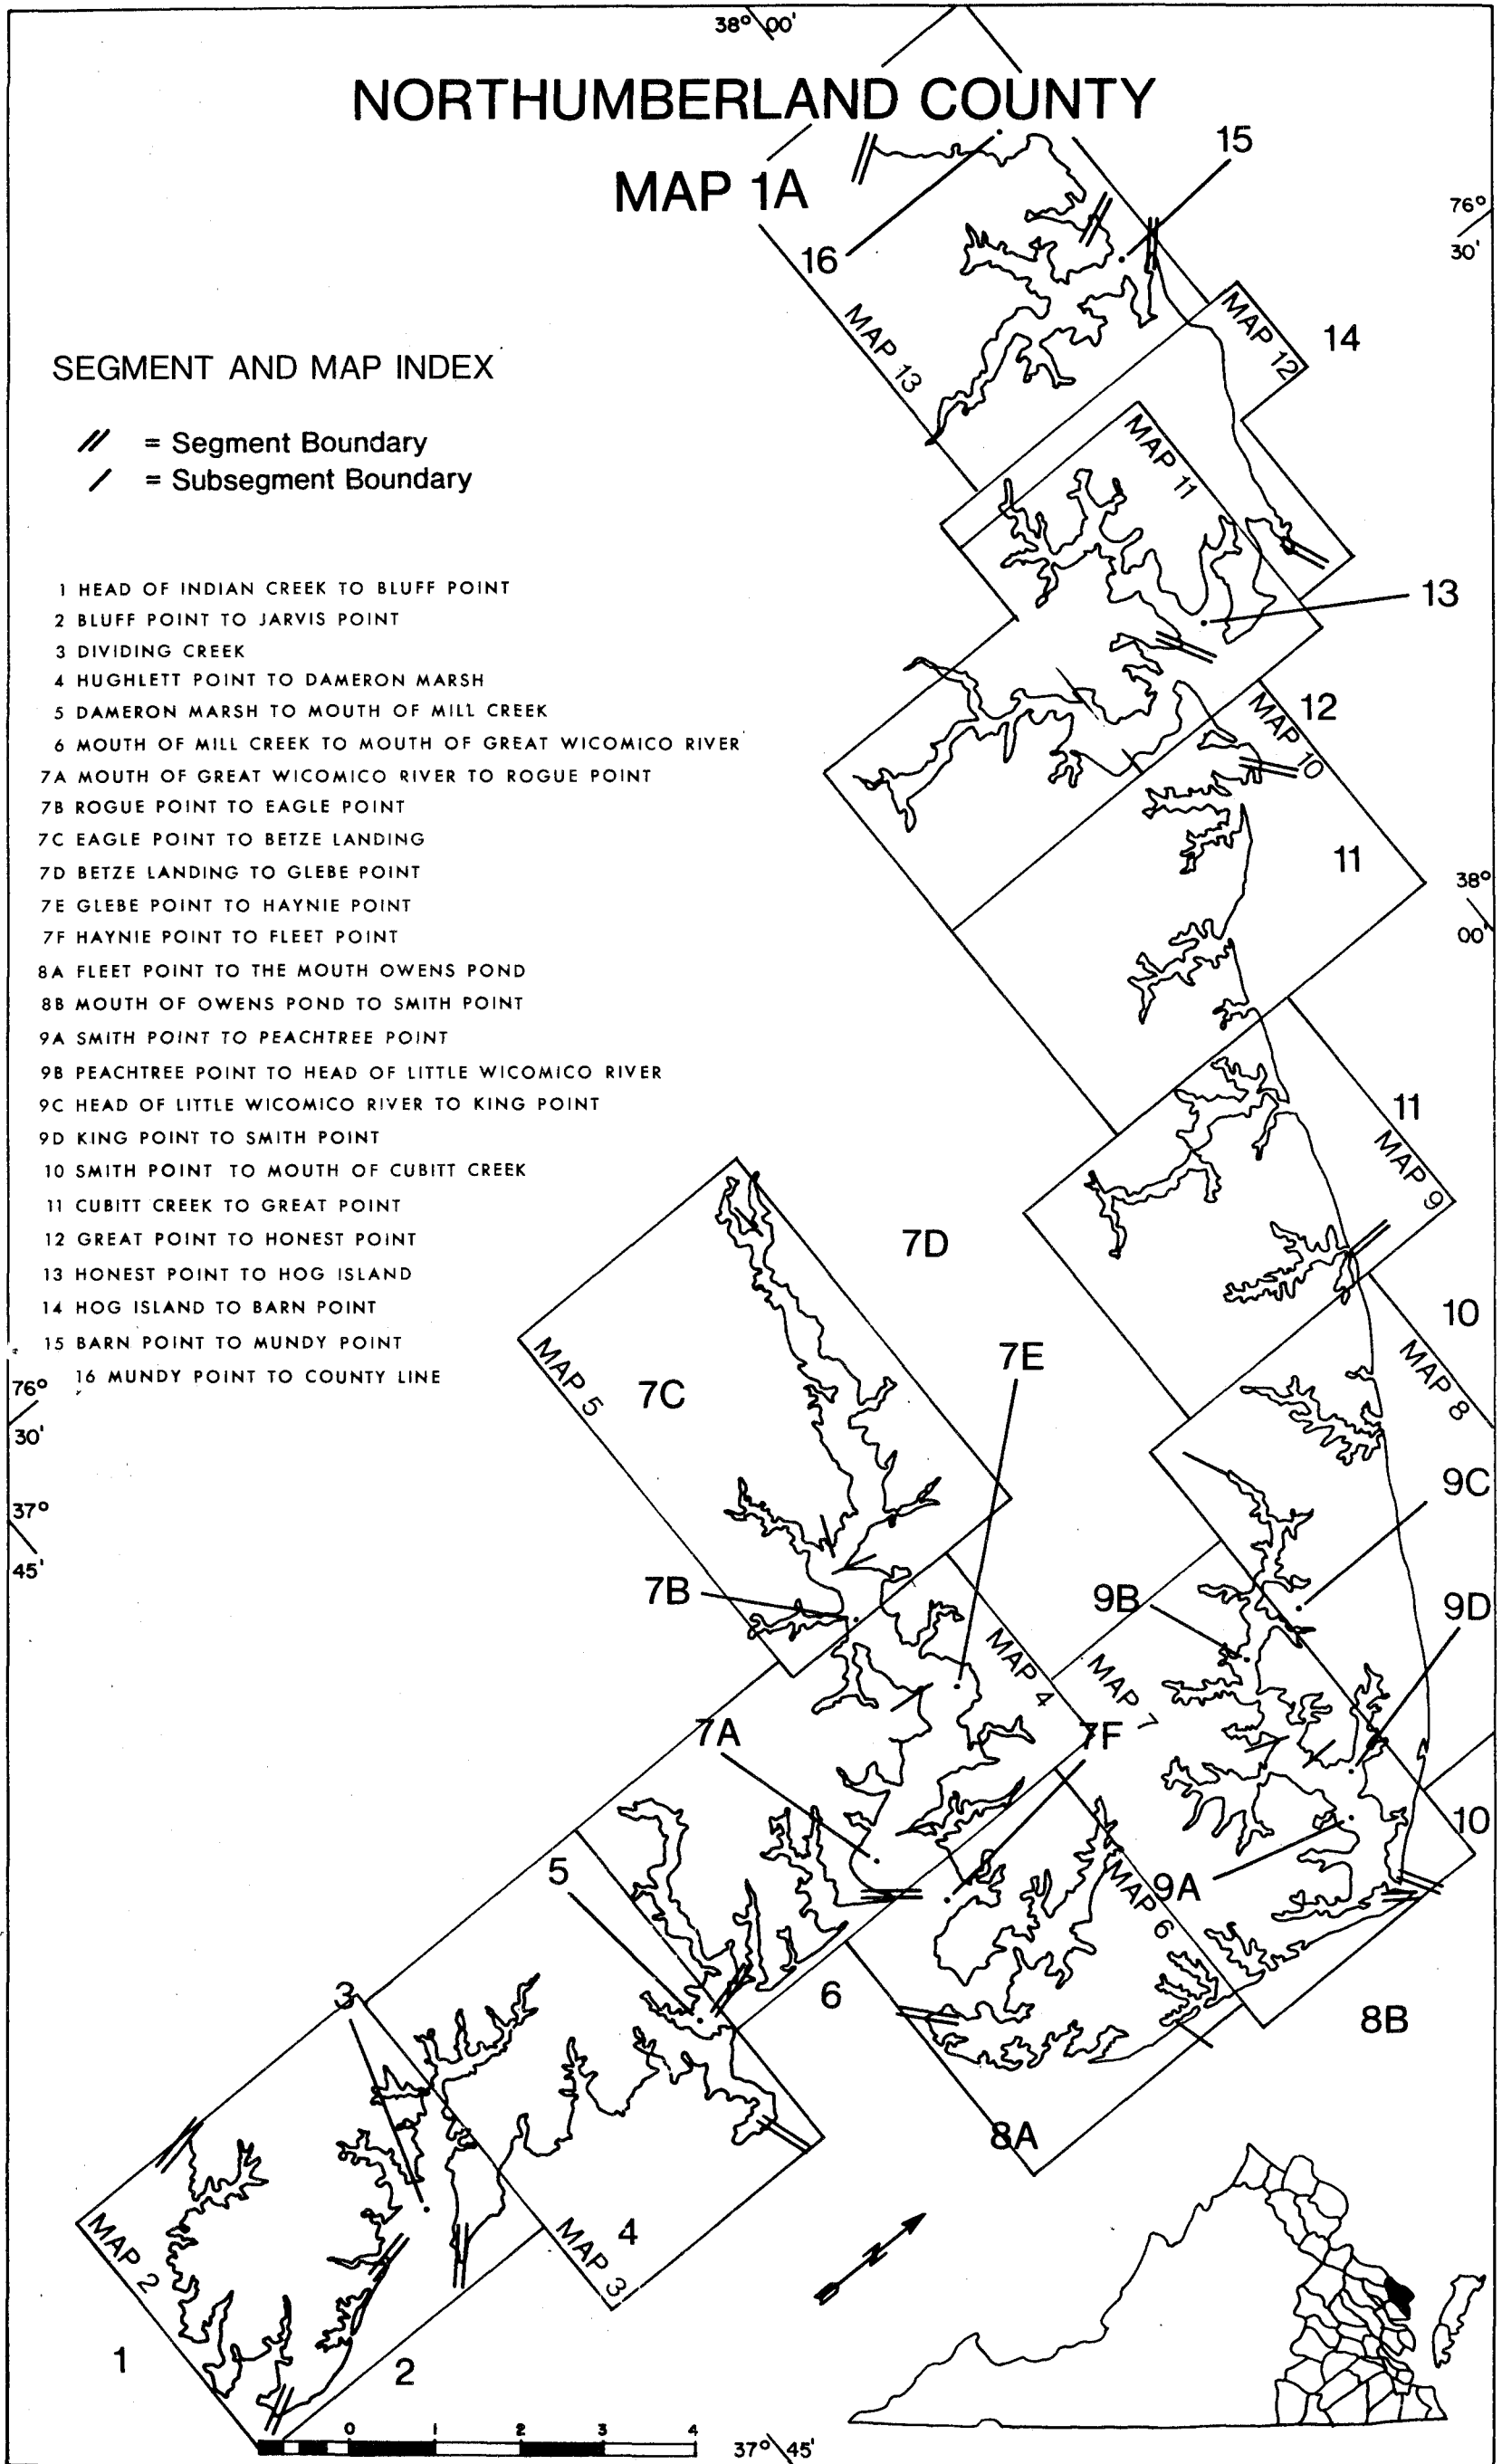 38° 00'
NORTHUMBERLAND COUNTY
MAP 1A
15
76°
30'
16
MAP 13
MAP 12
14
SEGMENT AND MAP INDEX
// = Segment Boundary
/ = Subsegment Boundary
MAP 11
1 HEAD OF INDIAN CREEK TO BLUFF POINT
2 BLUFF POINT TO JARVIS POINT
3 DIVIDING CREEK
4 HUGHLETT POINT TO DAMERON MARSH
5 DAMERON MARSH TO MOUTH OF MILL CREEK
6 MOUTH OF MILL CREEK TO MOUTH OF GREAT WICOMICO RIVER
7A MOUTH OF GREAT WICOMICO RIVER TO ROGUE POINT
7B ROGUE POINT TO EAGLE POINT
7C EAGLE POINT TO BETZE LANDING
7D BETZE LANDING TO GLEBE POINT
7E GLEBE POINT TO HAYNIE POINT
7F HAYNIE POINT TO FLEET POINT
8A FLEET POINT TO THE MOUTH OWENS POND
8B MOUTH OF OWENS POND TO SMITH POINT
9A SMITH POINT TO PEACHTREE POINT
9B PEACHTREE POINT TO HEAD OF LITTLE WICOMICO RIVER
9C HEAD OF LITTLE WICOMICO RIVER TO KING POINT
9D KING POINT TO SMITH POINT
10 SMITH POINT TO MOUTH OF CUBITT CREEK
11 CUBITT CREEK TO GREAT POINT
12 GREAT POINT TO HONEST POINT
13 HONEST POINT TO HOG ISLAND
14 HOG ISLAND TO BARN POINT
15 BARN POINT TO MUNDY POINT
16 MUNDY POINT TO COUNTY LINE
13
12
MAP 10
11
38°
00'
11
MAP 9
7D
10
MAP 8
7E
MAP 5
7C
76°
30'
37°
45'
9C
7B
9B
9D
MAP 4
MAP 7
7A
7F
10
5
MAP 6
9A
3
6
8B
8A
MAP 2
4
MAP 3
N
1
2
0 1 2 3 4
37° 45'